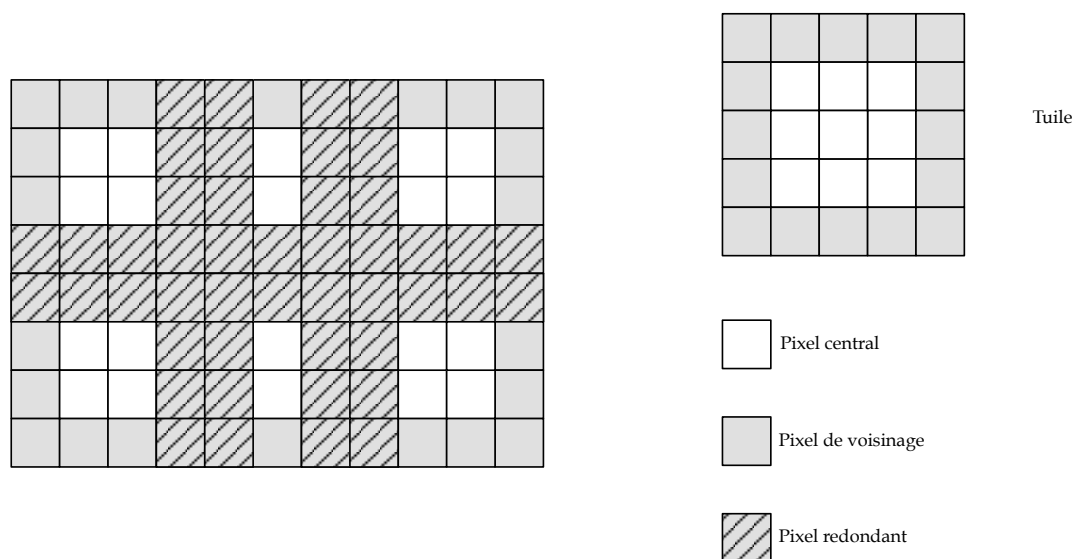 Tuile
Pixel central
Pixel de voisinage
Pixel redondant